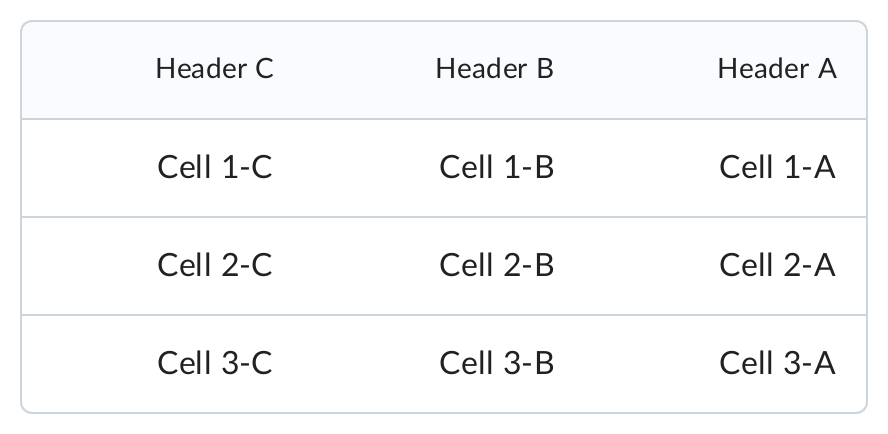 Header C Header B Header A
Cell 1-C Cell 1-B Cell 1-A
Cell 2-C Cell 2-B Cell 2-A
Cell 3-C Cell 3-B Cell 3-A